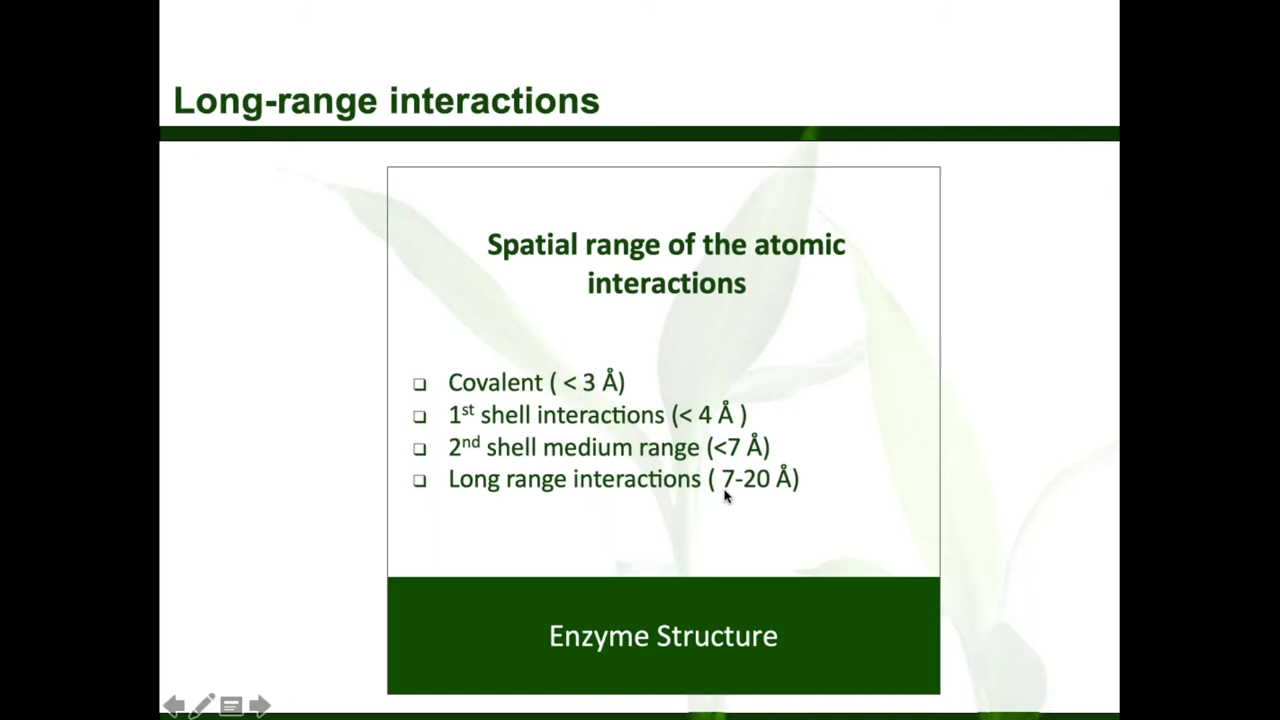 Long-range interactions
Spatial range of the atomic
interactions
❑ Covalent ( < 3 Å)
❑ 1st shell interactions (< 4 Å )
❑ 2nd shell medium range (<7 Å)
❑ Long range interactions ( 7-20 Å)
Enzyme Structure